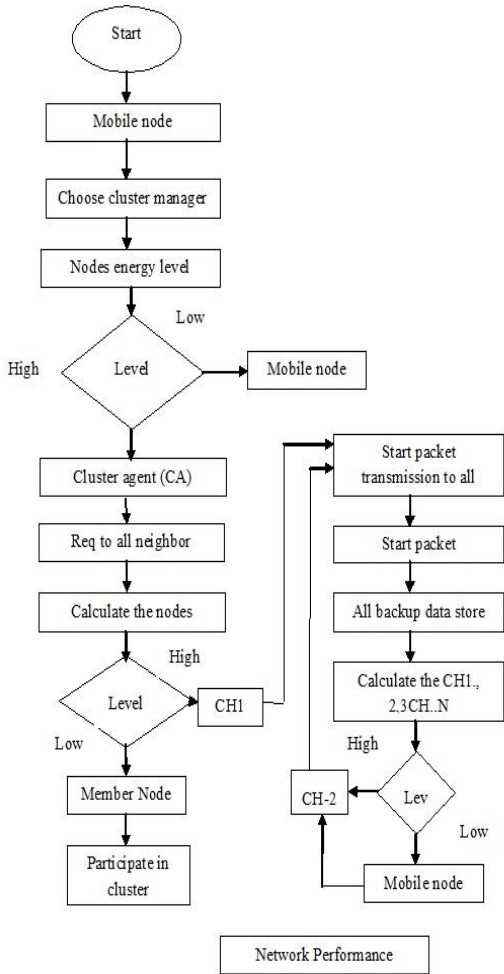 Start
Mobile node
Choose cluster manager
Nodes energy level
Low
High
Level
Mobile node
Cluster agent (CA)
Req to all neighbor
Calculate the nodes
High
Level
CH1
Low
Member Node
Participate in
cluster
Start packet
transmission to all
Start packet
All backup data store
Calculate the CH1.,
2,3CH..N
High
CH-2
Lev
Low
Mobile node
Network Performance